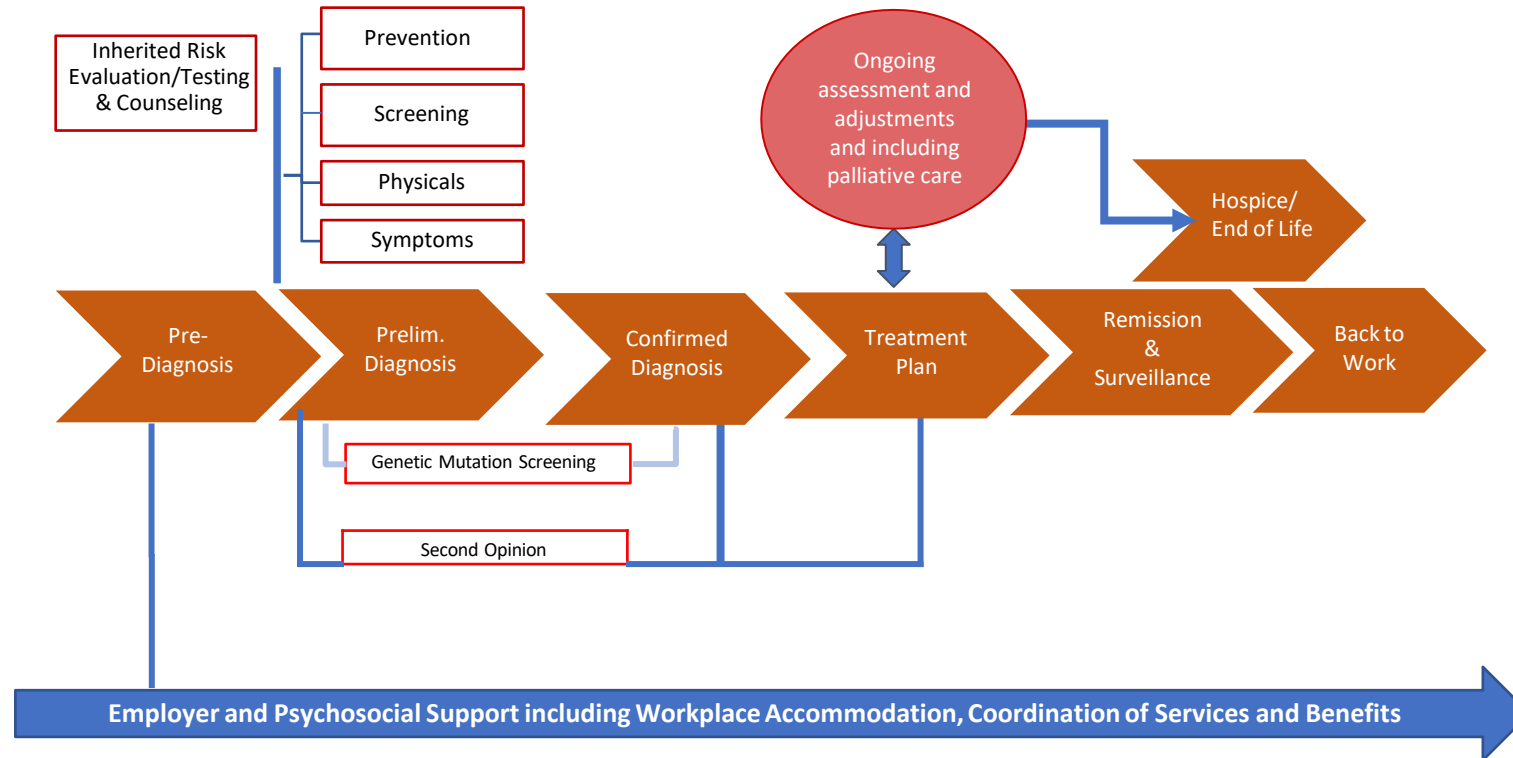 Inherited Risk
Evaluation/Testing
& Counseling
Prevention
Screening
Physicals
Symptoms
Ongoing
assessment and
adjustments
and including
palliative care
Hospice/
End of Life
Pre-
Diagnosis
Prelim.
Diagnosis
Confirmed
Diagnosis
Treatment
Plan
Remission
&
Surveillance
Back to
Work
Genetic Mutation Screening
Second Opinion
Employer and Psychosocial Support including Workplace Accommodation, Coordination of Services and Benefits